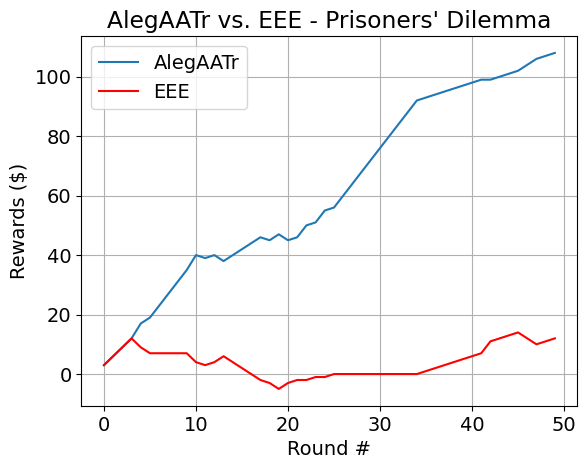 AlegAATr vs. EEE - Prisoners' Dilemma
AlegAATr
EEE
Rewards ($)
100
80
60
40
20
0
0 10 20 30 40 50
Round #